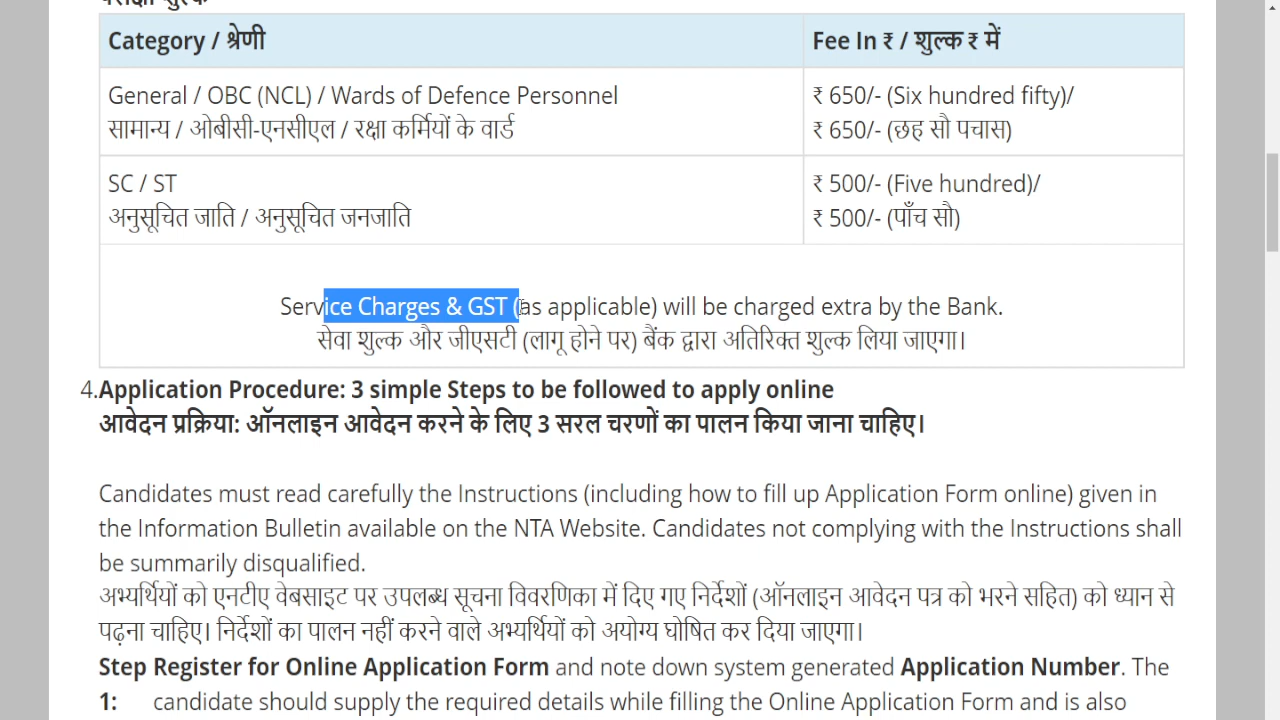 परीक्षा शुल्क
Category / श्रेणी
Fee In ₹ / शुल्क ₹ में
General / OBC (NCL) / Wards of Defence Personnel
सामान्य / ओबीसी-एनसीएल / रक्षा कर्मियों के वार्ड
₹ 650/- (Six hundred fifty)/
₹ 650/- (छह सौ पचास)
SC / ST
अनुसूचित जाति / अनुसूचित जनजाति
₹ 500/- (Five hundred)/
₹ 500/- (पाँच सौ)
Service Charges & GST (as applicable) will be charged extra by the Bank.
सेवा शुल्क और जीएसटी (लागू होने पर) बैंक द्वारा अतिरिक्त शुल्क लिया जाएगा।
4. Application Procedure: 3 simple Steps to be followed to apply online
आवेदन प्रक्रिया: ऑनलाइन आवेदन करने के लिए 3 सरल चरणों का पालन किया जाना चाहिए।
Candidates must read carefully the Instructions (including how to fill up Application Form online) given in
the Information Bulletin available on the NTA Website. Candidates not complying with the Instructions shall
be summarily disqualified.
अभ्यर्थियों को एनटीए वेबसाइट पर उपलब्ध सूचना विवरणिका में दिए गए निर्देशों (ऑनलाइन आवेदन पत्र को भरने सहित) को ध्यान से
पढ़ना चाहिए। निर्देशों का पालन नहीं करने वाले अभ्यर्थियों को अयोग्य घोषित कर दिया जाएगा।
Step Register for Online Application Form and note down system generated Application Number. The
1: candidate should supply the required details while filling the Online Application Form and is also